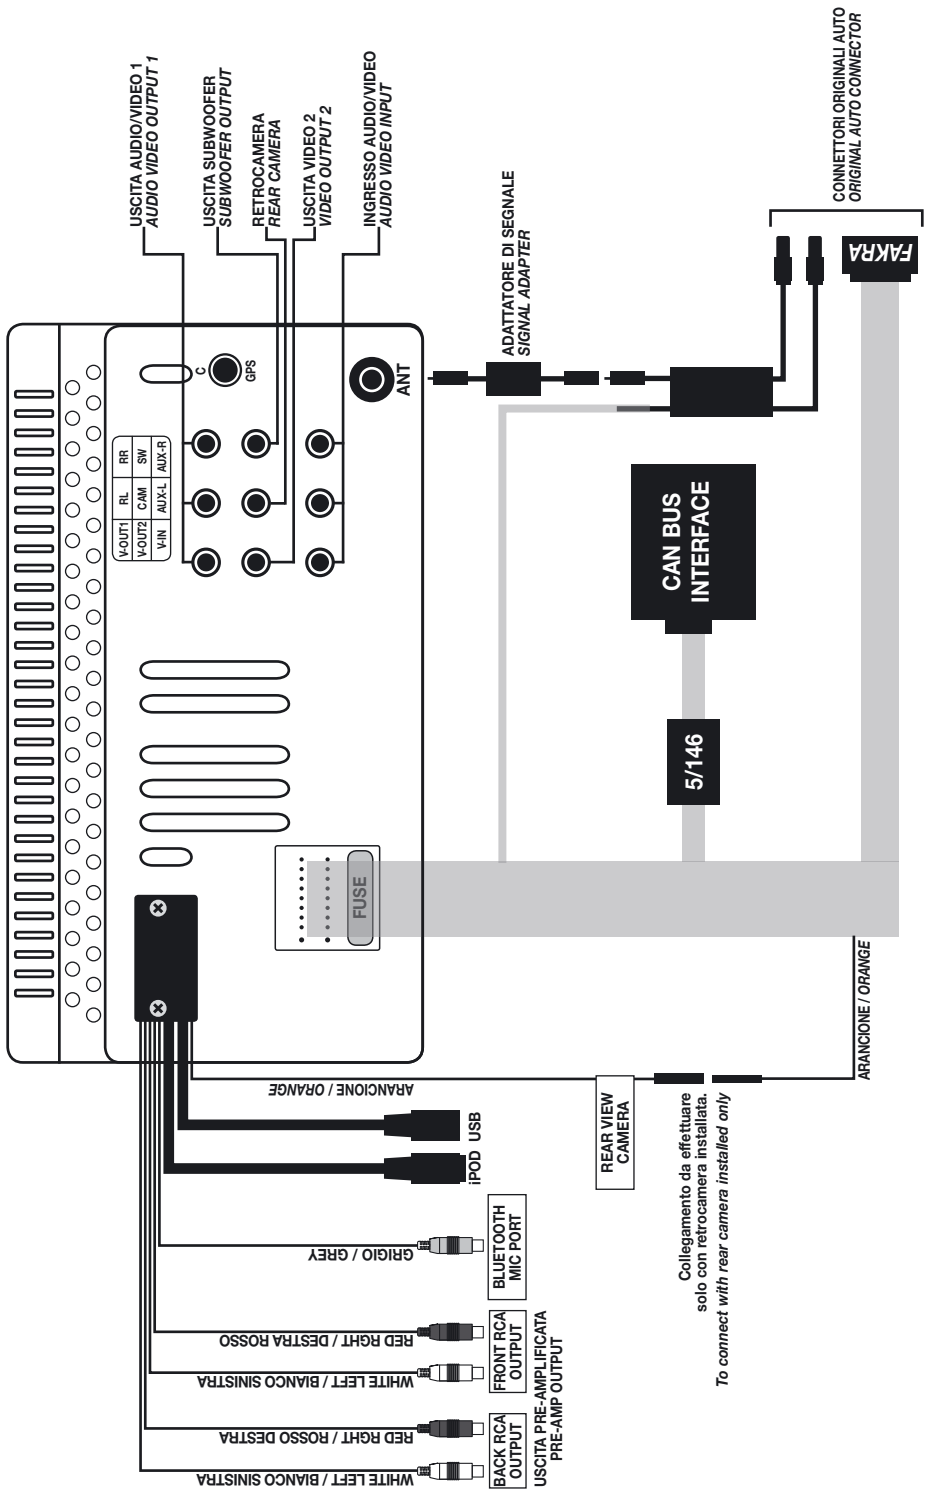 USCITA AUDIO/VIDEO 1
AUDIO VIDEO OUTPUT 1
USCITA SUBWOOFER
SUBWOOFER OUTPUT
RETROCAMERA
REAR CAMERA
USCITA VIDEO 2
VIDEO OUTPUT 2
INGRESSO AUDIO/VIDEO
AUDIO VIDEO INPUT
V-OUT1 RL RR
V-OUT2 CAM SW
V-IN AUX-L AUX-R
C
GPS
ANT
ADATTATORE DI SEGNALE
SIGNAL ADAPTER
CONNETTORI ORIGINALI AUTO
ORIGINAL AUTO CONNECTOR
FAKRA
CAN BUS
INTERFACE
5/146
FUSE
ARANCIONE / ORANGE
ARANCIONE / ORANGE
REAR VIEW
CAMERA
Collegamento da effettuare
solo con retrocamera installata.
To connect with rear camera installed only
USB
iPOD
GRIGIO / GREY
BLUETOOTH
MIC PORT
RED RGHT / DESTRA ROSSO
WHITE LEFT / BIANCO SINISTRA
FRONT RCA
OUTPUT
RED RGHT / ROSSO DESTRA
WHITE LEFT / BIANCO SINISTRA
BACK RCA
OUTPUT
USCITA PRE-AMPLIFICATA
PRE-AMP OUTPUT